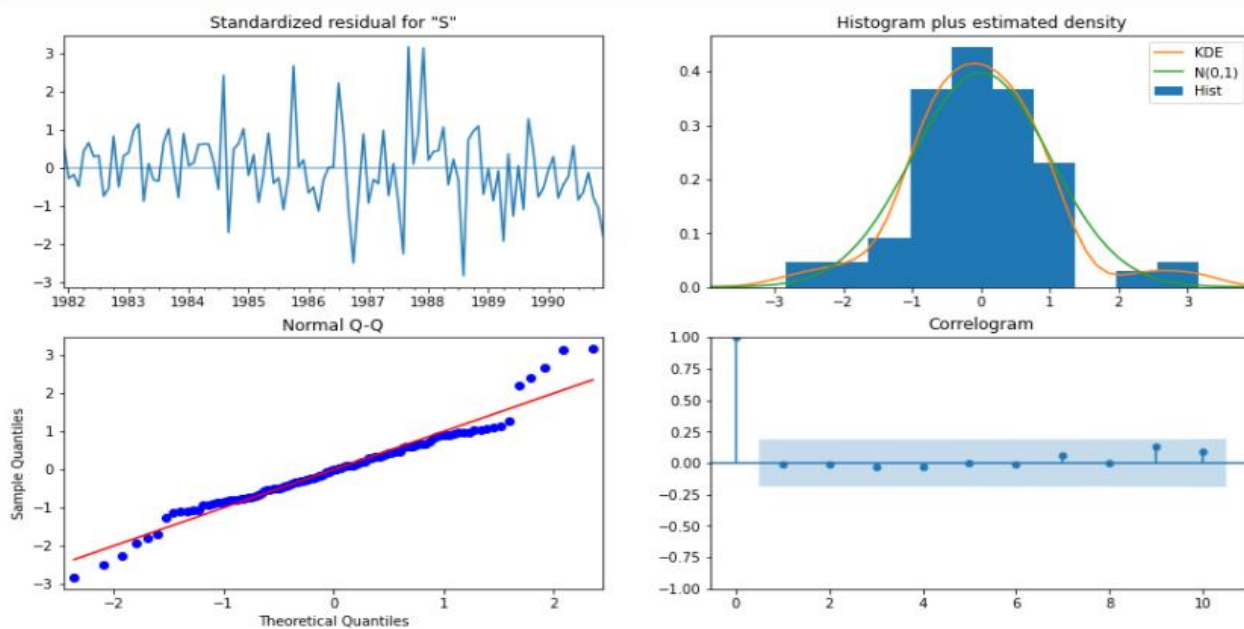 Standardized residual for "S"
3
2
1
0
−1
−2
−3
1982 1983 1984 1985 1986 1987 1988 1989 1990
Histogram plus estimated density
KDE
N(0,1)
Hist
0.4
0.3
0.2
0.1
0.0
−3 −2 −1 0 1 2 3
Normal Q-Q
Sample Quantiles
3
2
1
0
−1
−2
−3
−2 −1 0 1 2
Theoretical Quantiles
Correlogram
1.00
0.75
0.50
0.25
0.00
−0.25
−0.50
−0.75
−1.00
0 2 4 6 8 10